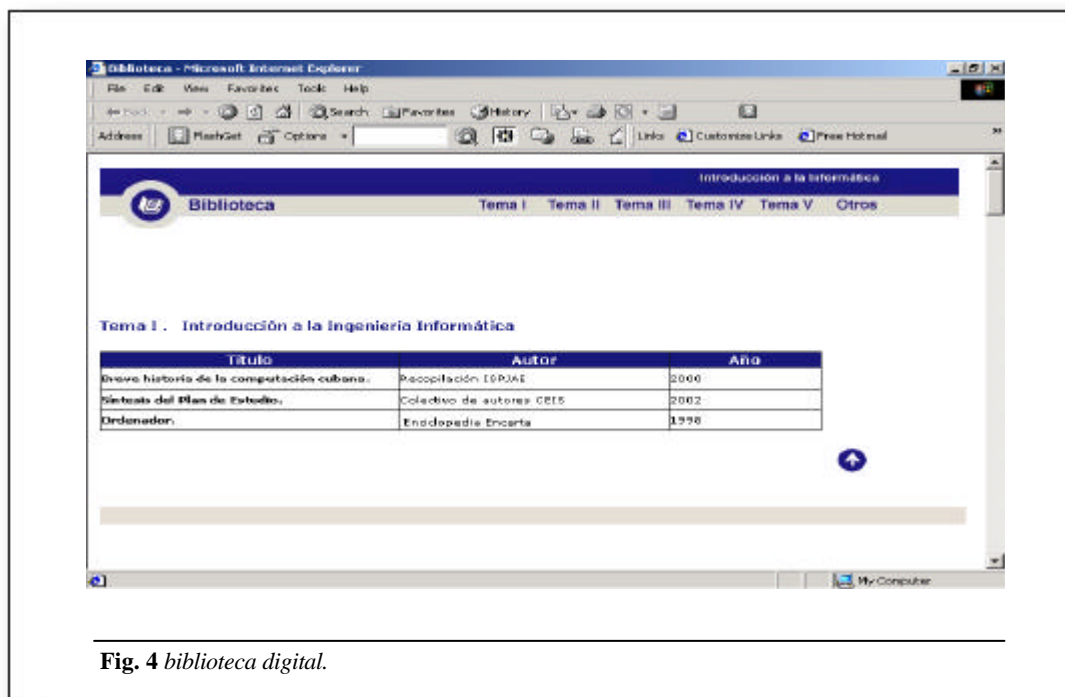 Biblioteca - Microsoft Internet Explorer
File Edit View Favorites Tools Help
Back Search Favorites History
Address FlashGet Options Links Customize Links Free Hotmail
Introducción a la Informática
Biblioteca Tema I Tema II Tema III Tema IV Tema V Otros
Tema I . Introducción a la Ingeniería Informática
Título Autor Año
Breve historia de la computación cubana. Recopilación ISPJAE 2000
Síntesis del Plan de Estudio. Colectivo de autores CEIS 2002
Ordenador. Enciclopedia Encarta 1998
My Computer
Fig. 4 biblioteca digital.